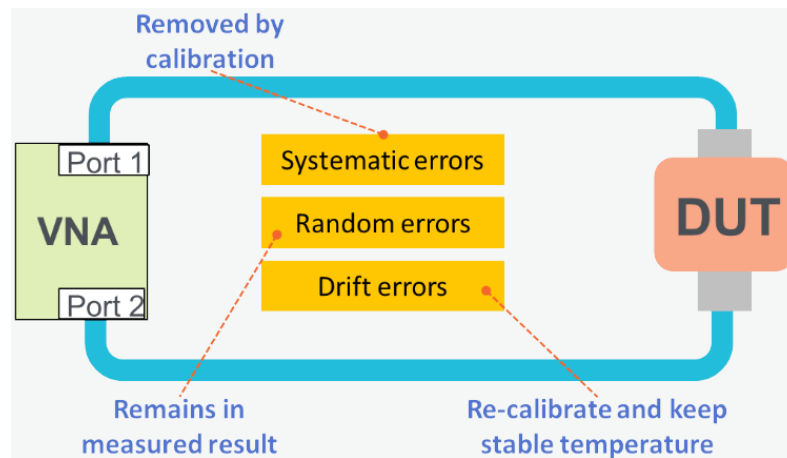 Removed by
calibration
Port 1
Systematic errors
VNA
Random errors
DUT
Drift errors
Port 2
Remains in
measured result
Re-calibrate and keep
stable temperature